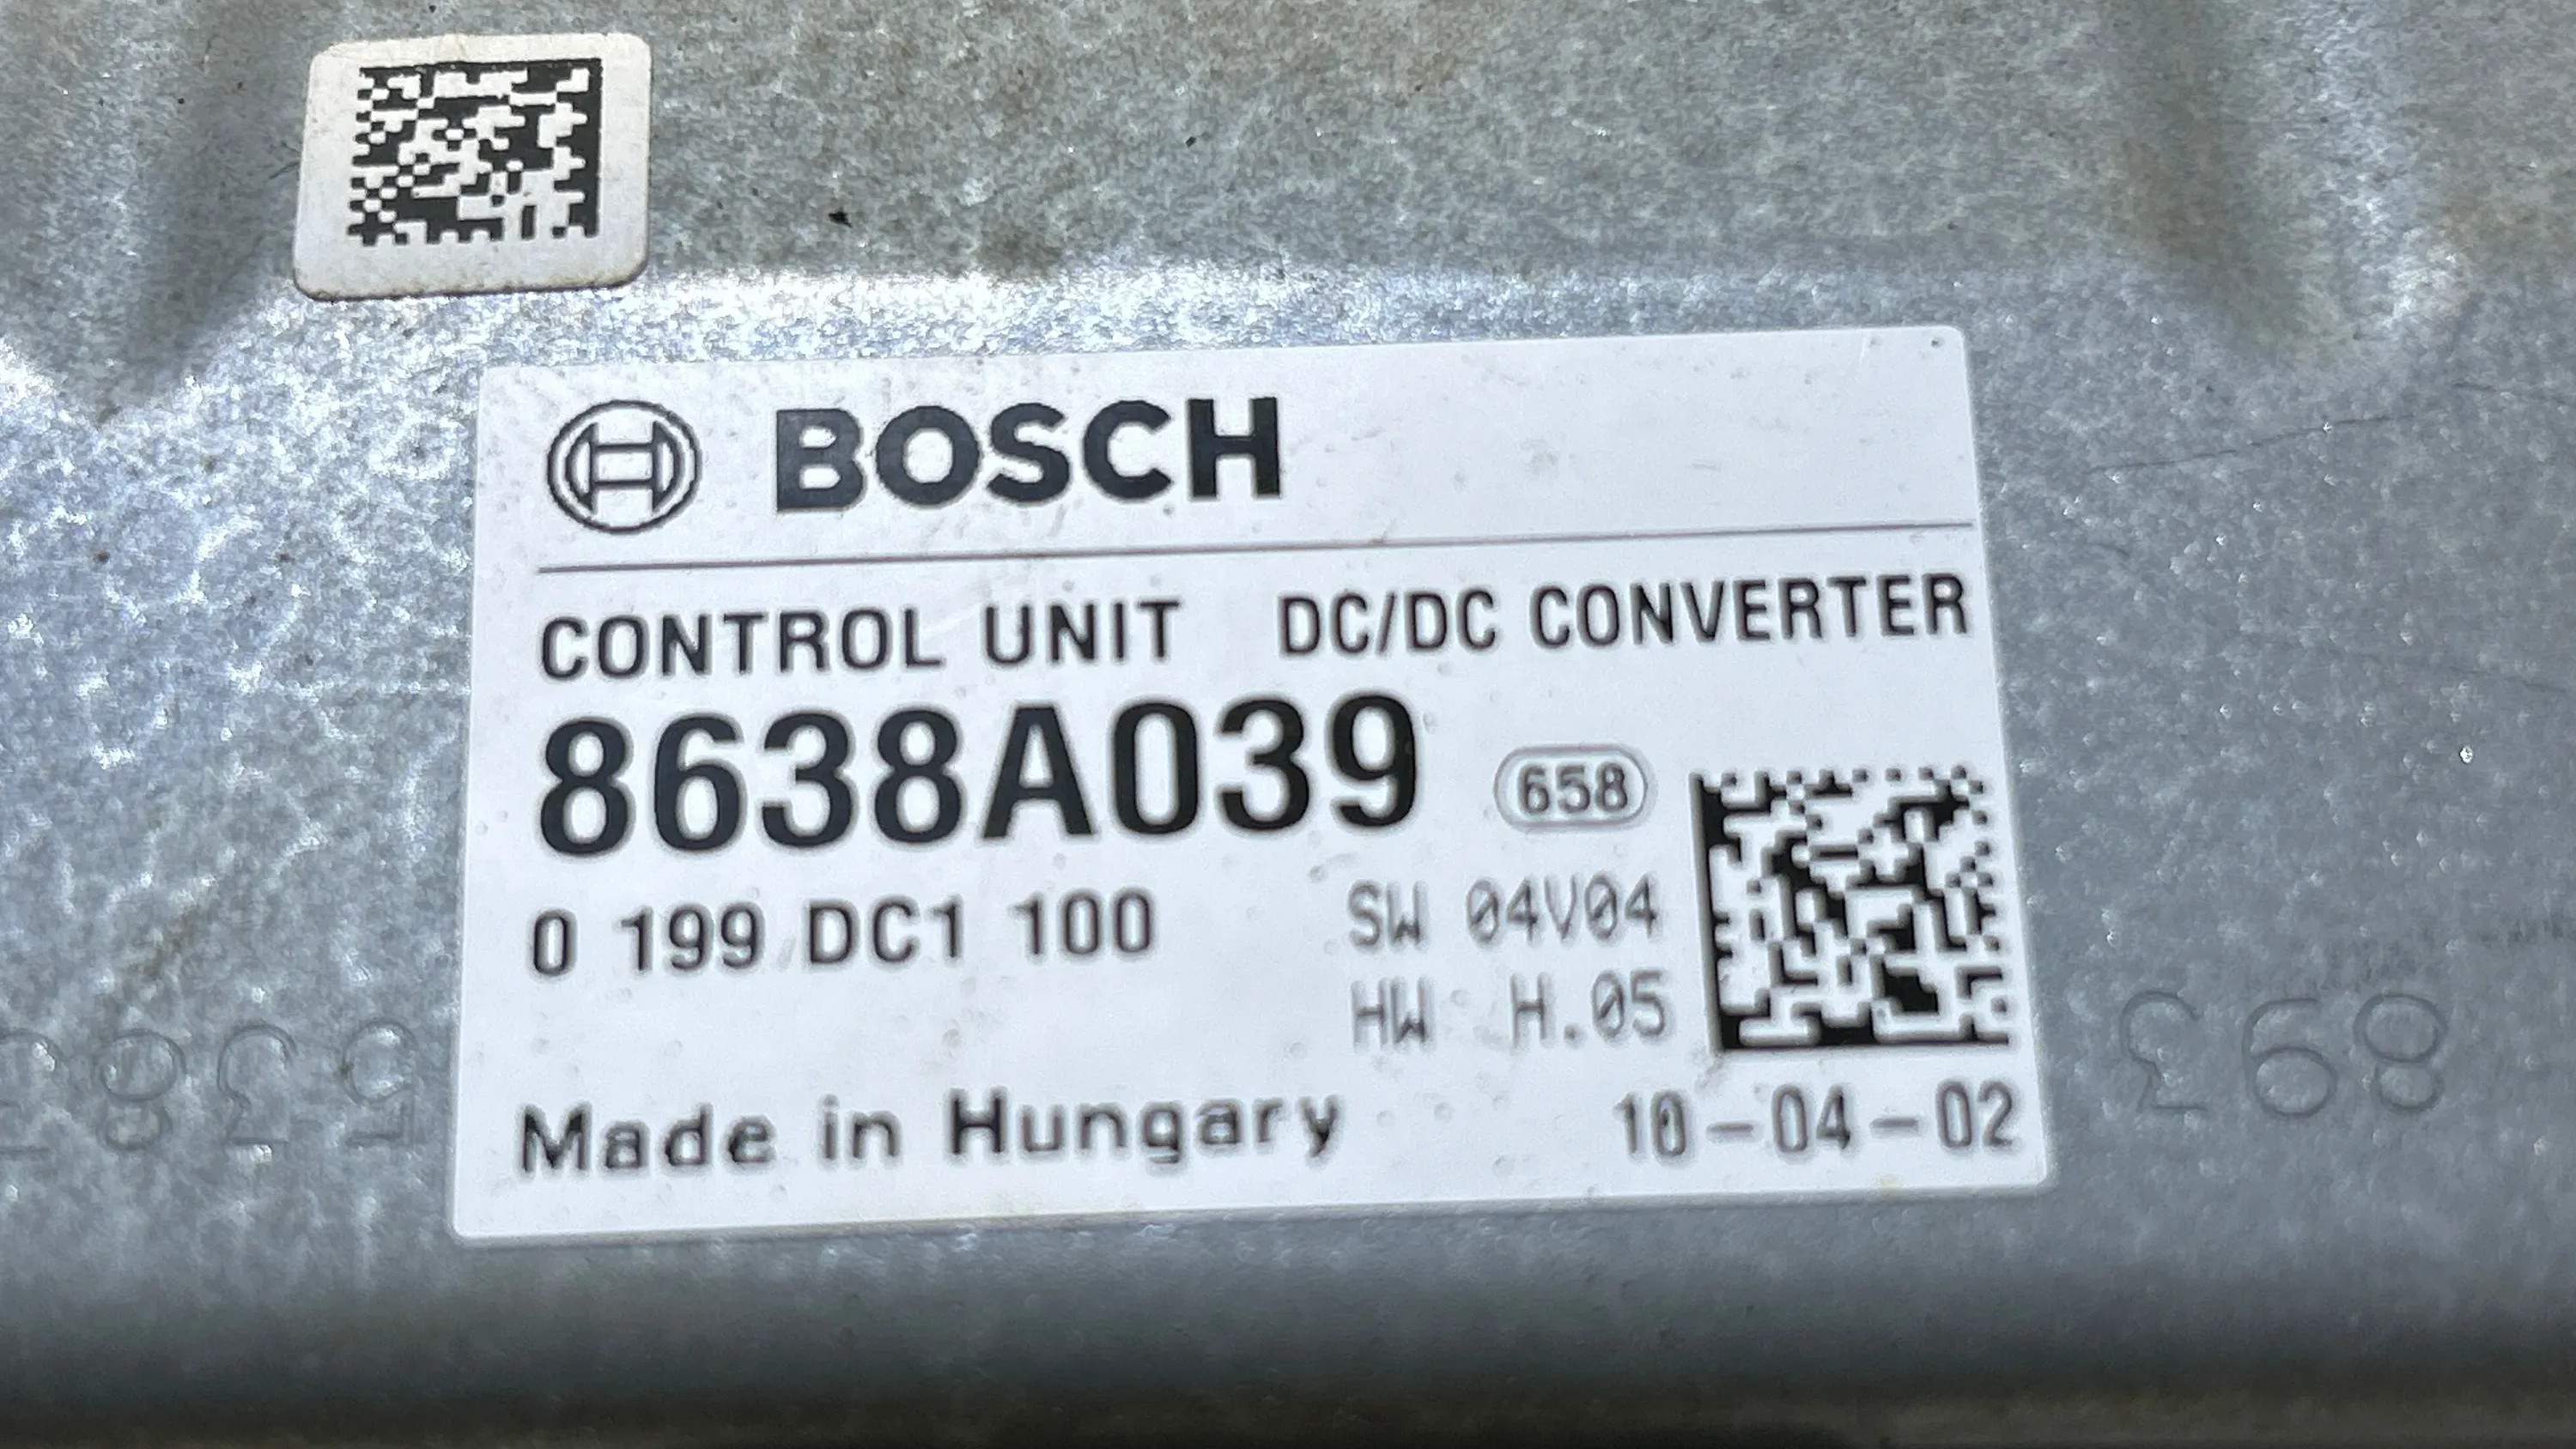 BOSCH
CONTROL UNIT DC/DC CONVERTER
8638A039
658
0 199 DC1 100
SW 04V04
HW H.05
Made in Hungary
10-04-02